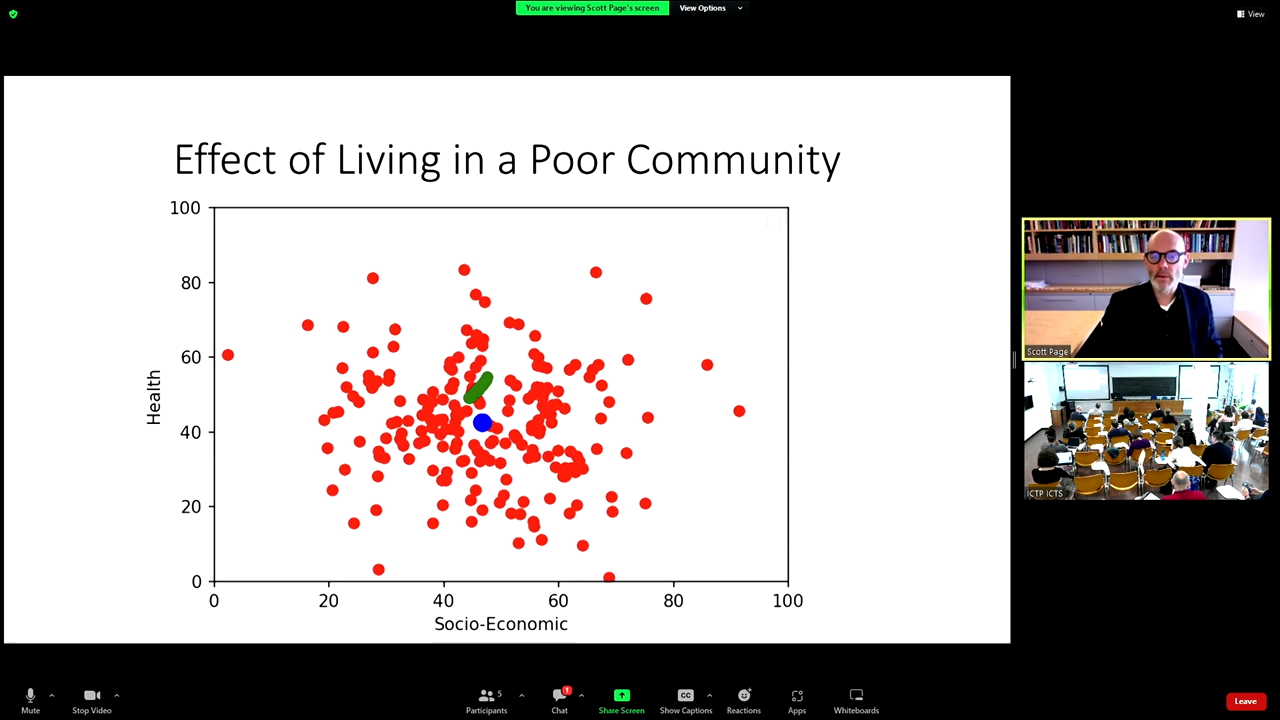 You are viewing Scott Page's screen
View Options
View
Effect of Living in a Poor Community
100
80
60
40
20
0
Health
0 20 40 60 80 100
Socio-Economic
Scott Page
ICTP ICTS
Mute
Stop Video
5
Participants
1
Chat
Share Screen
CC
Show Captions
Reactions
Apps
Whiteboards
Leave